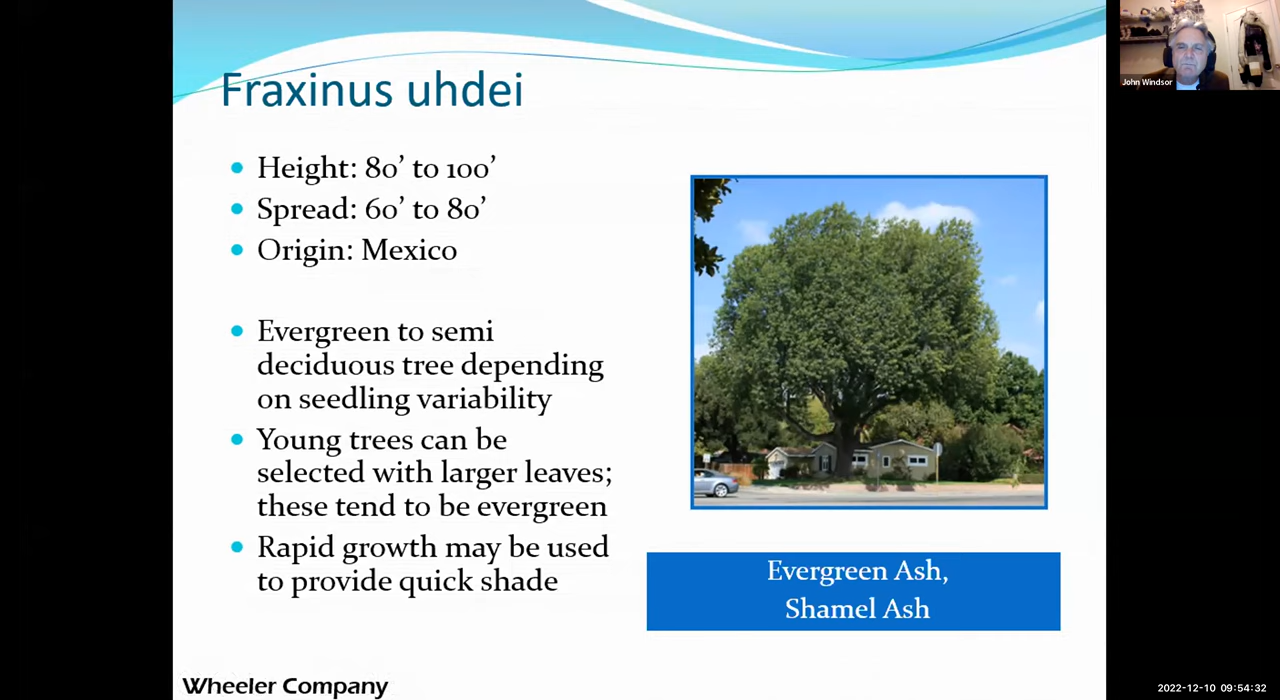 Fraxinus uhdei
Height: 80’ to 100’
Spread: 60’ to 80’
Origin: Mexico
Evergreen to semi
deciduous tree depending
on seedling variability
Young trees can be
selected with larger leaves;
these tend to be evergreen
Rapid growth may be used
to provide quick shade
Evergreen Ash,
Shamel Ash
Wheeler Company
John Windsor
2022-12-10 09:54:32